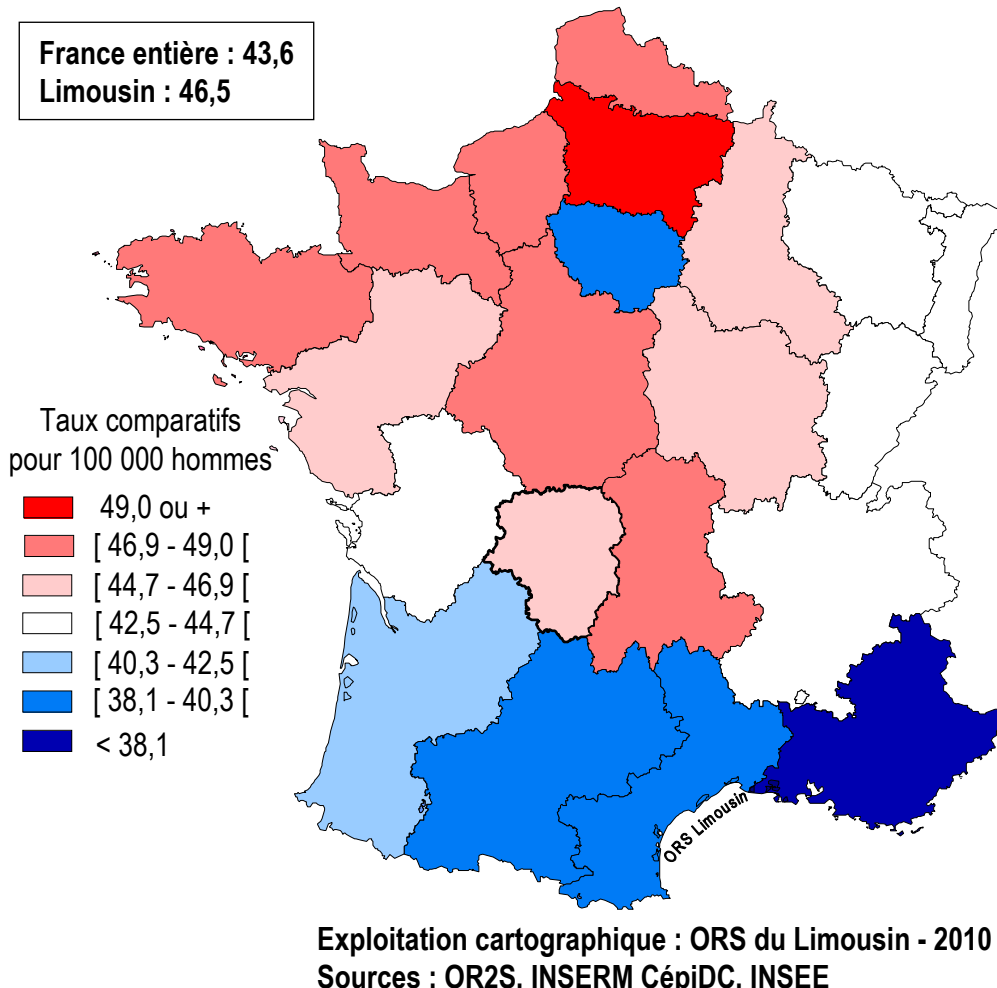 France entière : 43,6
Limousin : 46,5
Taux comparatifs
pour 100 000 hommes
49,0 ou +
[ 46,9 - 49,0 [
[ 44,7 - 46,9 [
[ 42,5 - 44,7 [
[ 40,3 - 42,5 [
[ 38,1 - 40,3 [
< 38,1
ORS Limousin
Exploitation cartographique : ORS du Limousin - 2010
Sources : OR2S, INSERM CépiDC, INSEE